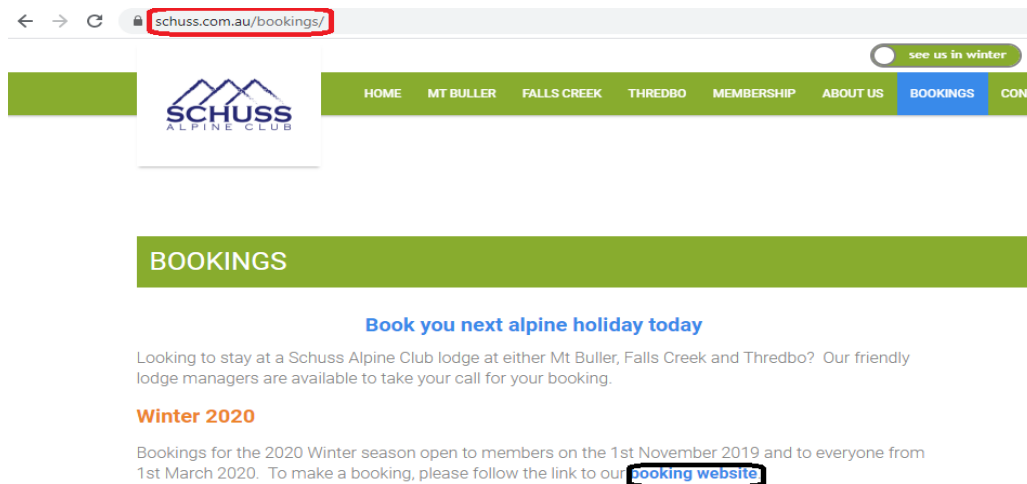 schuss.com.au/bookings/
see us in winter
SCHUSS
ALPINE CLUB
HOME MT BULLER FALLS CREEK THREDBO MEMBERSHIP ABOUT US BOOKINGS CON
BOOKINGS
Book you next alpine holiday today
Looking to stay at a Schuss Alpine Club lodge at either Mt Buller, Falls Creek and Thredbo? Our friendly
lodge managers are available to take your call for your booking.
Winter 2020
Bookings for the 2020 Winter season open to members on the 1st November 2019 and to everyone from
1st March 2020. To make a booking, please follow the link to our booking website